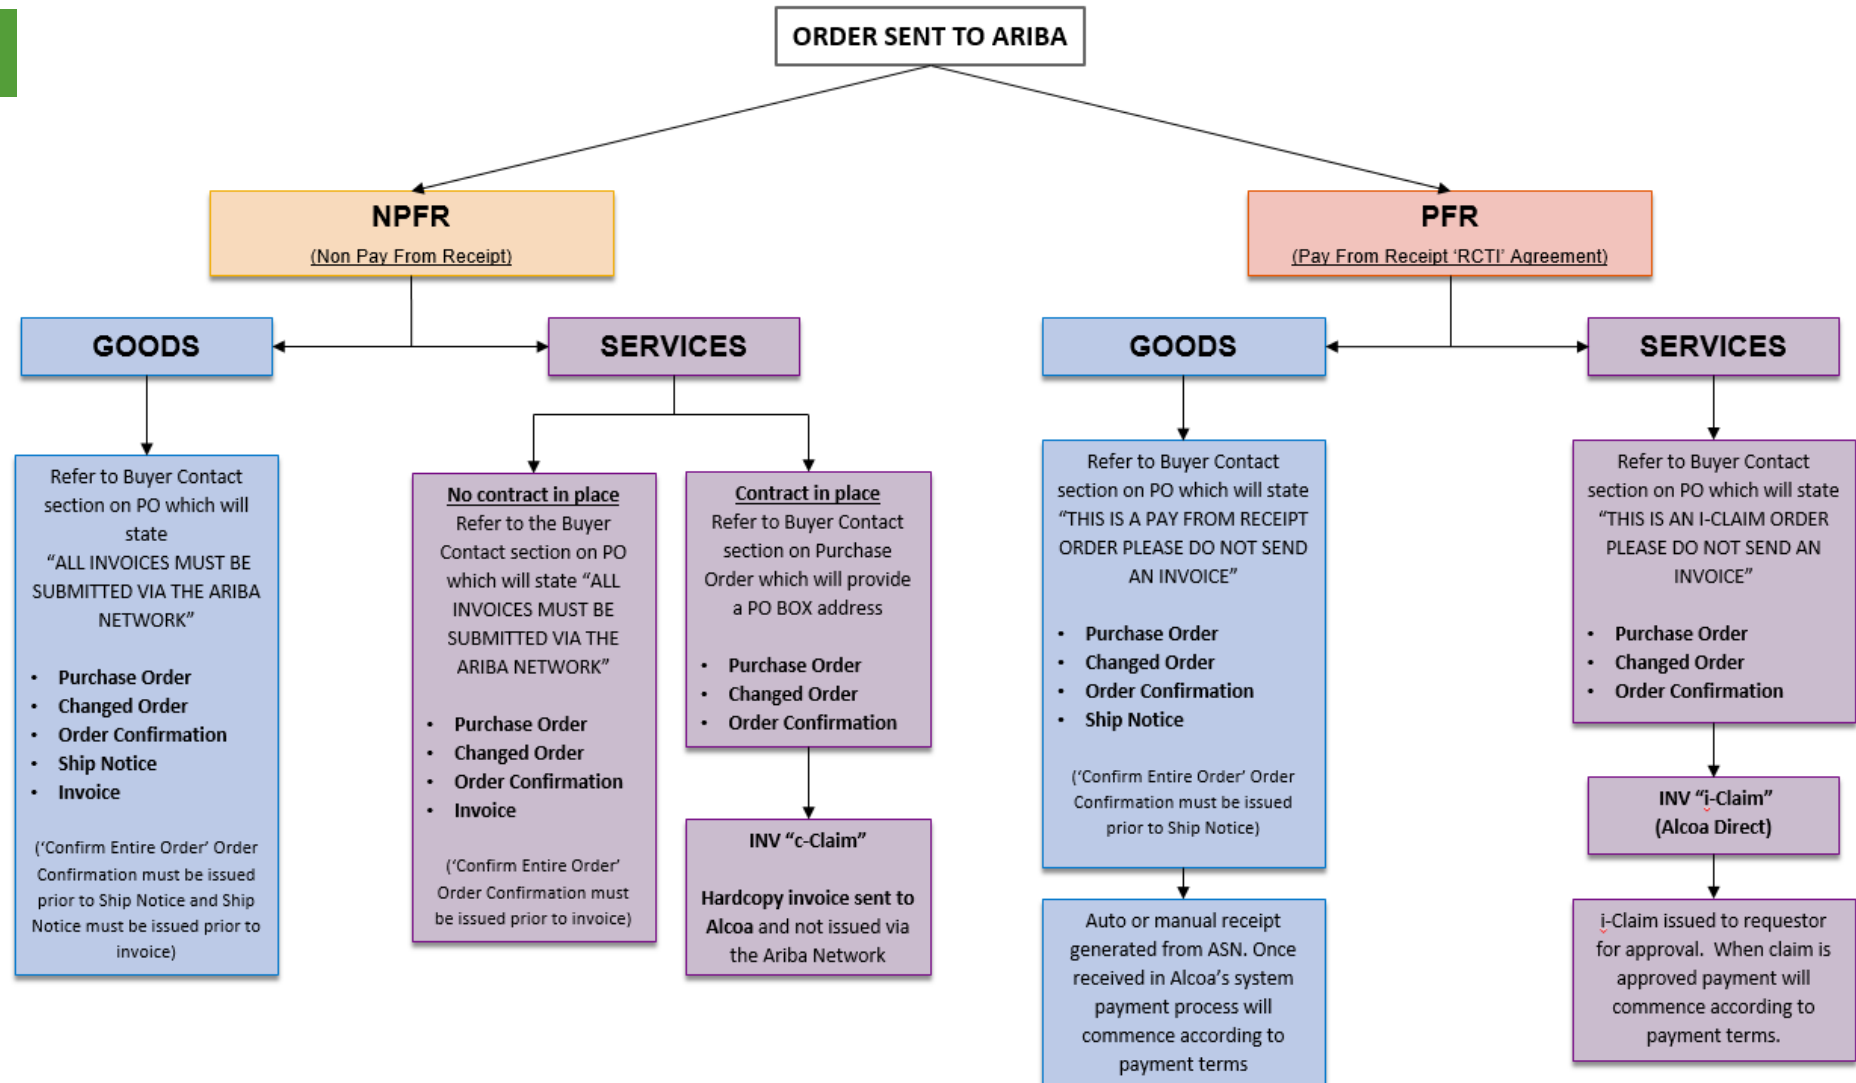 ORDER SENT TO ARIBA
NPFR
(Non Pay From Receipt)
PFR
(Pay From Receipt ‘RCTI’ Agreement)
GOODS
SERVICES
GOODS
SERVICES
Refer to Buyer Contact
section on PO which will
state
“ALL INVOICES MUST BE
SUBMITTED VIA THE ARIBA
NETWORK”
• Purchase Order
• Changed Order
• Order Confirmation
• Ship Notice
• Invoice
(‘Confirm Entire Order’ Order
Confirmation must be issued
prior to Ship Notice and Ship
Notice must be issued prior to
invoice)
No contract in place
Refer to the Buyer
Contact section on PO
which will state “ALL
INVOICES MUST BE
SUBMITTED VIA THE
ARIBA NETWORK”
• Purchase Order
• Changed Order
• Order Confirmation
• Invoice
(‘Confirm Entire Order’
Order Confirmation must
be issued prior to invoice)
Contract in place
Refer to Buyer Contact
section on Purchase
Order which will provide
a PO BOX address
• Purchase Order
• Changed Order
• Order Confirmation
INV “c-Claim”
Hardcopy invoice sent to
Alcoa and not issued via
the Ariba Network
Refer to Buyer Contact
section on PO which will state
“THIS IS A PAY FROM RECEIPT
ORDER PLEASE DO NOT SEND
AN INVOICE”
• Purchase Order
• Changed Order
• Order Confirmation
• Ship Notice
(‘Confirm Entire Order’ Order
Confirmation must be issued
prior to Ship Notice)
Auto or manual receipt
generated from ASN. Once
received in Alcoa’s system
payment process will
commence according to
payment terms
Refer to Buyer Contact
section on PO which will state
“THIS IS AN I-CLAIM ORDER
PLEASE DO NOT SEND AN
INVOICE”
• Purchase Order
• Changed Order
• Order Confirmation
INV “i-Claim”
(Alcoa Direct)
i-Claim issued to requestor
for approval. When claim is
approved payment will
commence according to
payment terms.